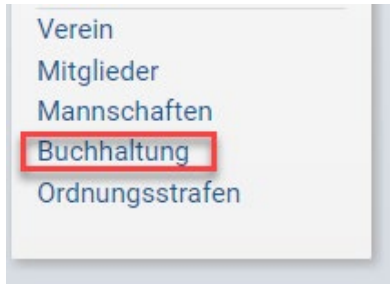 Verein
Mitglieder
Mannschaften
Buchhaltung
Ordnungsstrafen